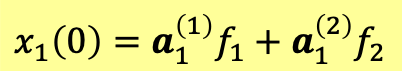 x₁(0) = a₁⁽¹⁾f₁ + a₁⁽²⁾f₂